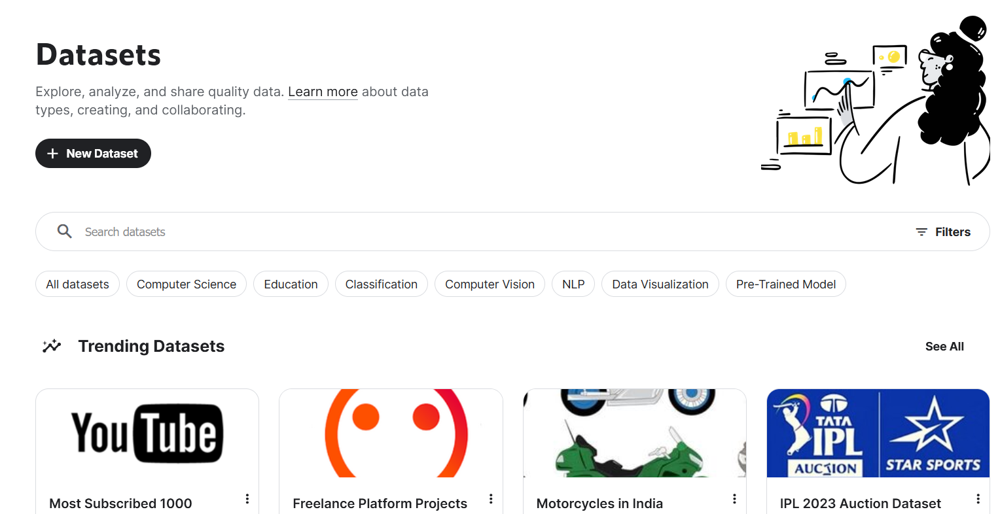 Datasets
Explore, analyze, and share quality data. Learn more about data
types, creating, and collaborating.
+ New Dataset
Search datasets
Filters
All datasets
Computer Science
Education
Classification
Computer Vision
NLP
Data Visualization
Pre-Trained Model
Trending Datasets
See All
YouTube
TATA
IPL
AUCTION
STAR SPORTS
Most Subscribed 1000
Freelance Platform Projects
Motorcycles in India
IPL 2023 Auction Dataset